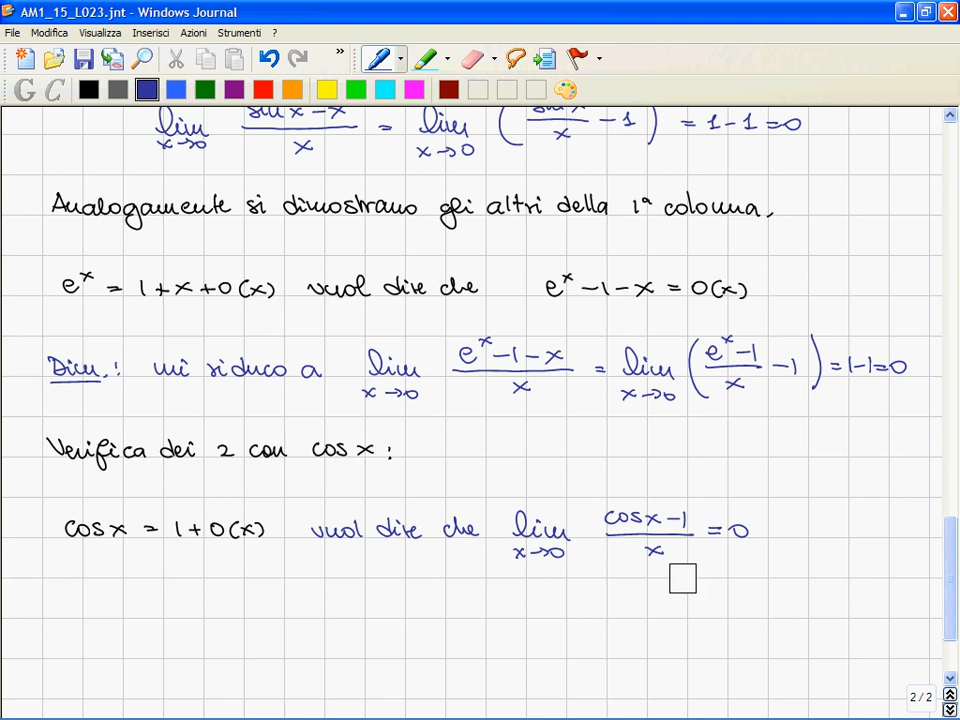 AM1_15_L023.jnt - Windows Journal
File Modifica Visualizza Inserisci Azioni Strumenti ?
G C
lim x→0 (sin x - x)/x = lim x→0 (sin x/x - 1) = 1-1=0
Analogamente si dimostrano gli altri della 1ª colonna.
e^x = 1+x+o(x) vuol dire che e^x -1-x = o(x)
Dim.: mi riduco a lim x→0 (e^x-1-x)/x = lim x→0 ((e^x-1)/x - 1) = 1-1=0
Verifica dei 2 con cos x :
cos x = 1+o(x) vuol dire che lim x→0 (cos x-1)/x = 0
2 / 2